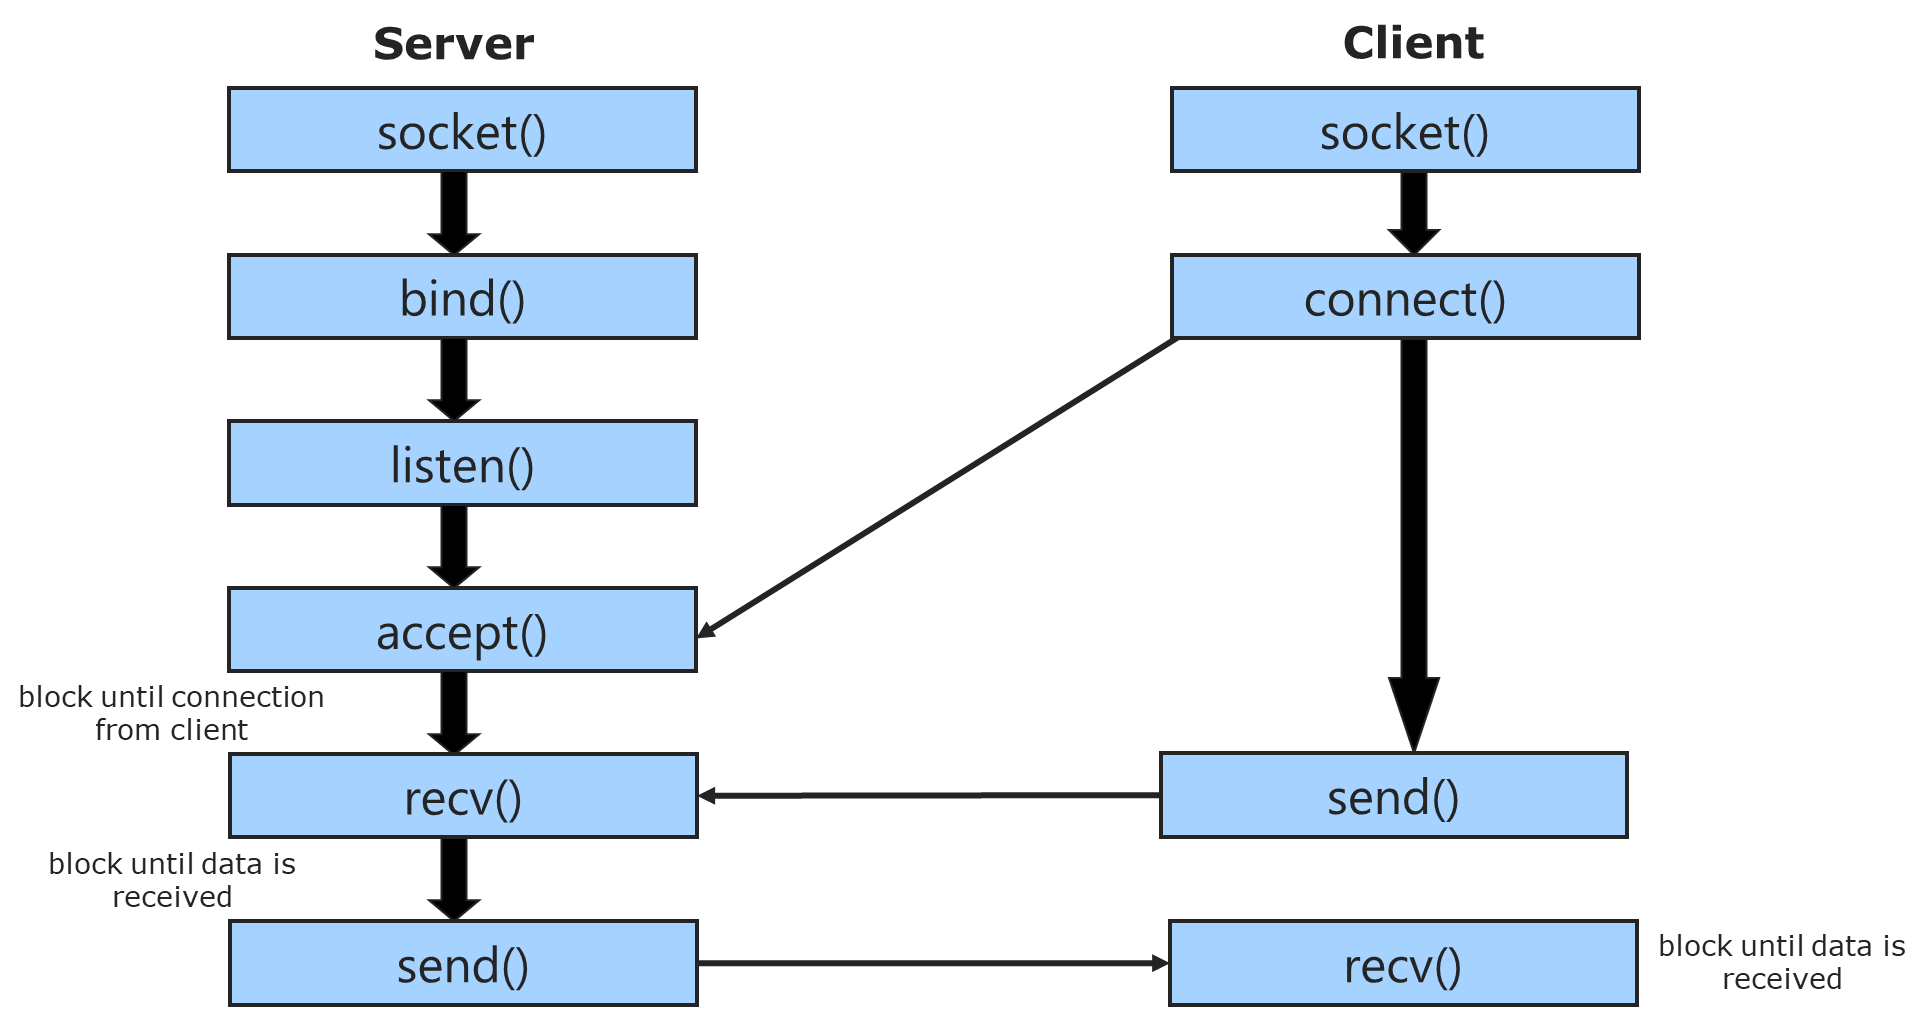 Server
Client
socket()
socket()
bind()
connect()
listen()
accept()
block until connection
from client
recv()
send()
block until data is
received
send()
recv()
block until data is
received